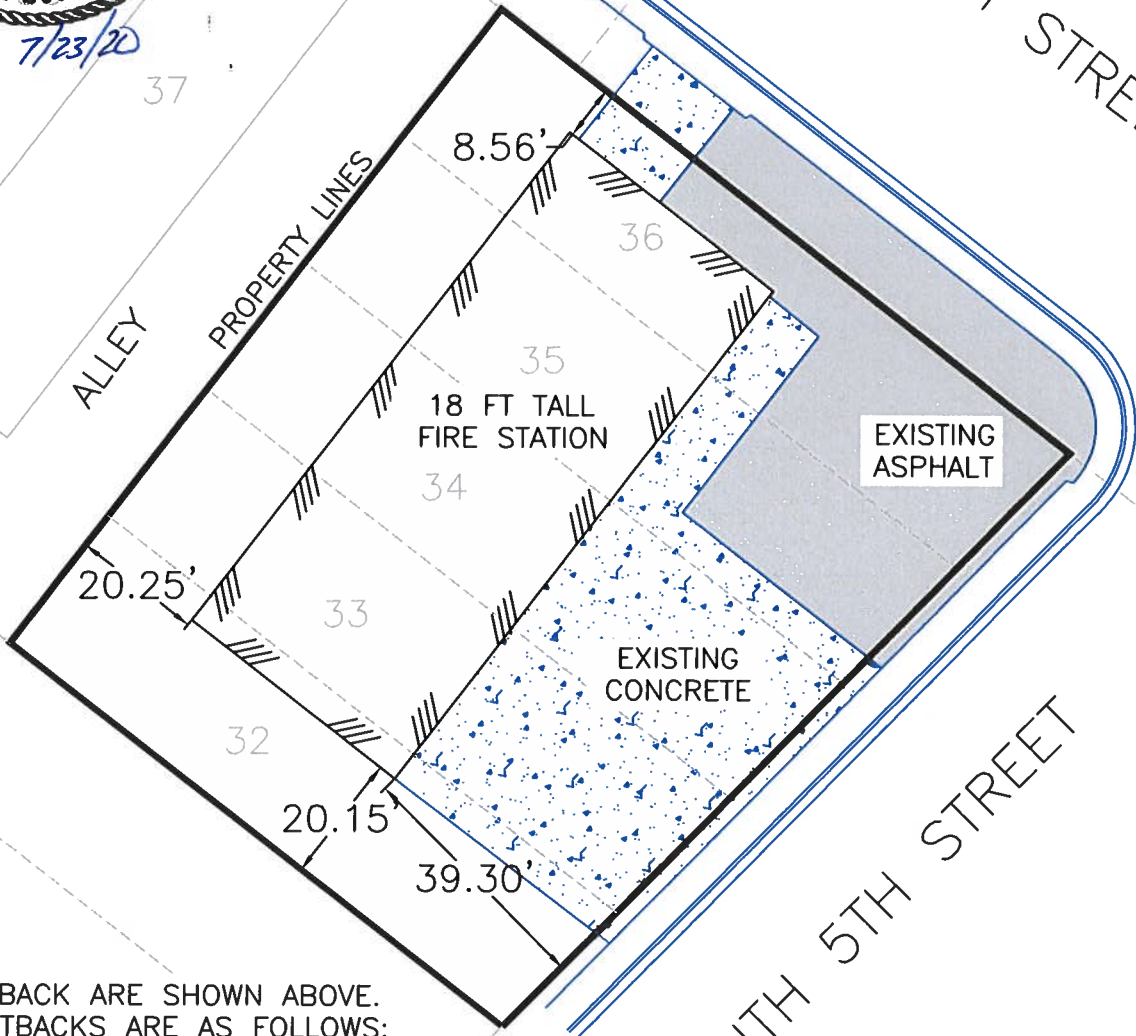 7/23/20
37
STREE
8.56'
PROPERTY LINES
36
ALLEY
35
18 FT TALL
FIRE STATION
EXISTING
ASPHALT
34
20.25'
33
EXISTING
CONCRETE
32
20.15'
39.30'
5TH STREET
BACK ARE SHOWN ABOVE.
TBACKS ARE AS FOLLOWS: